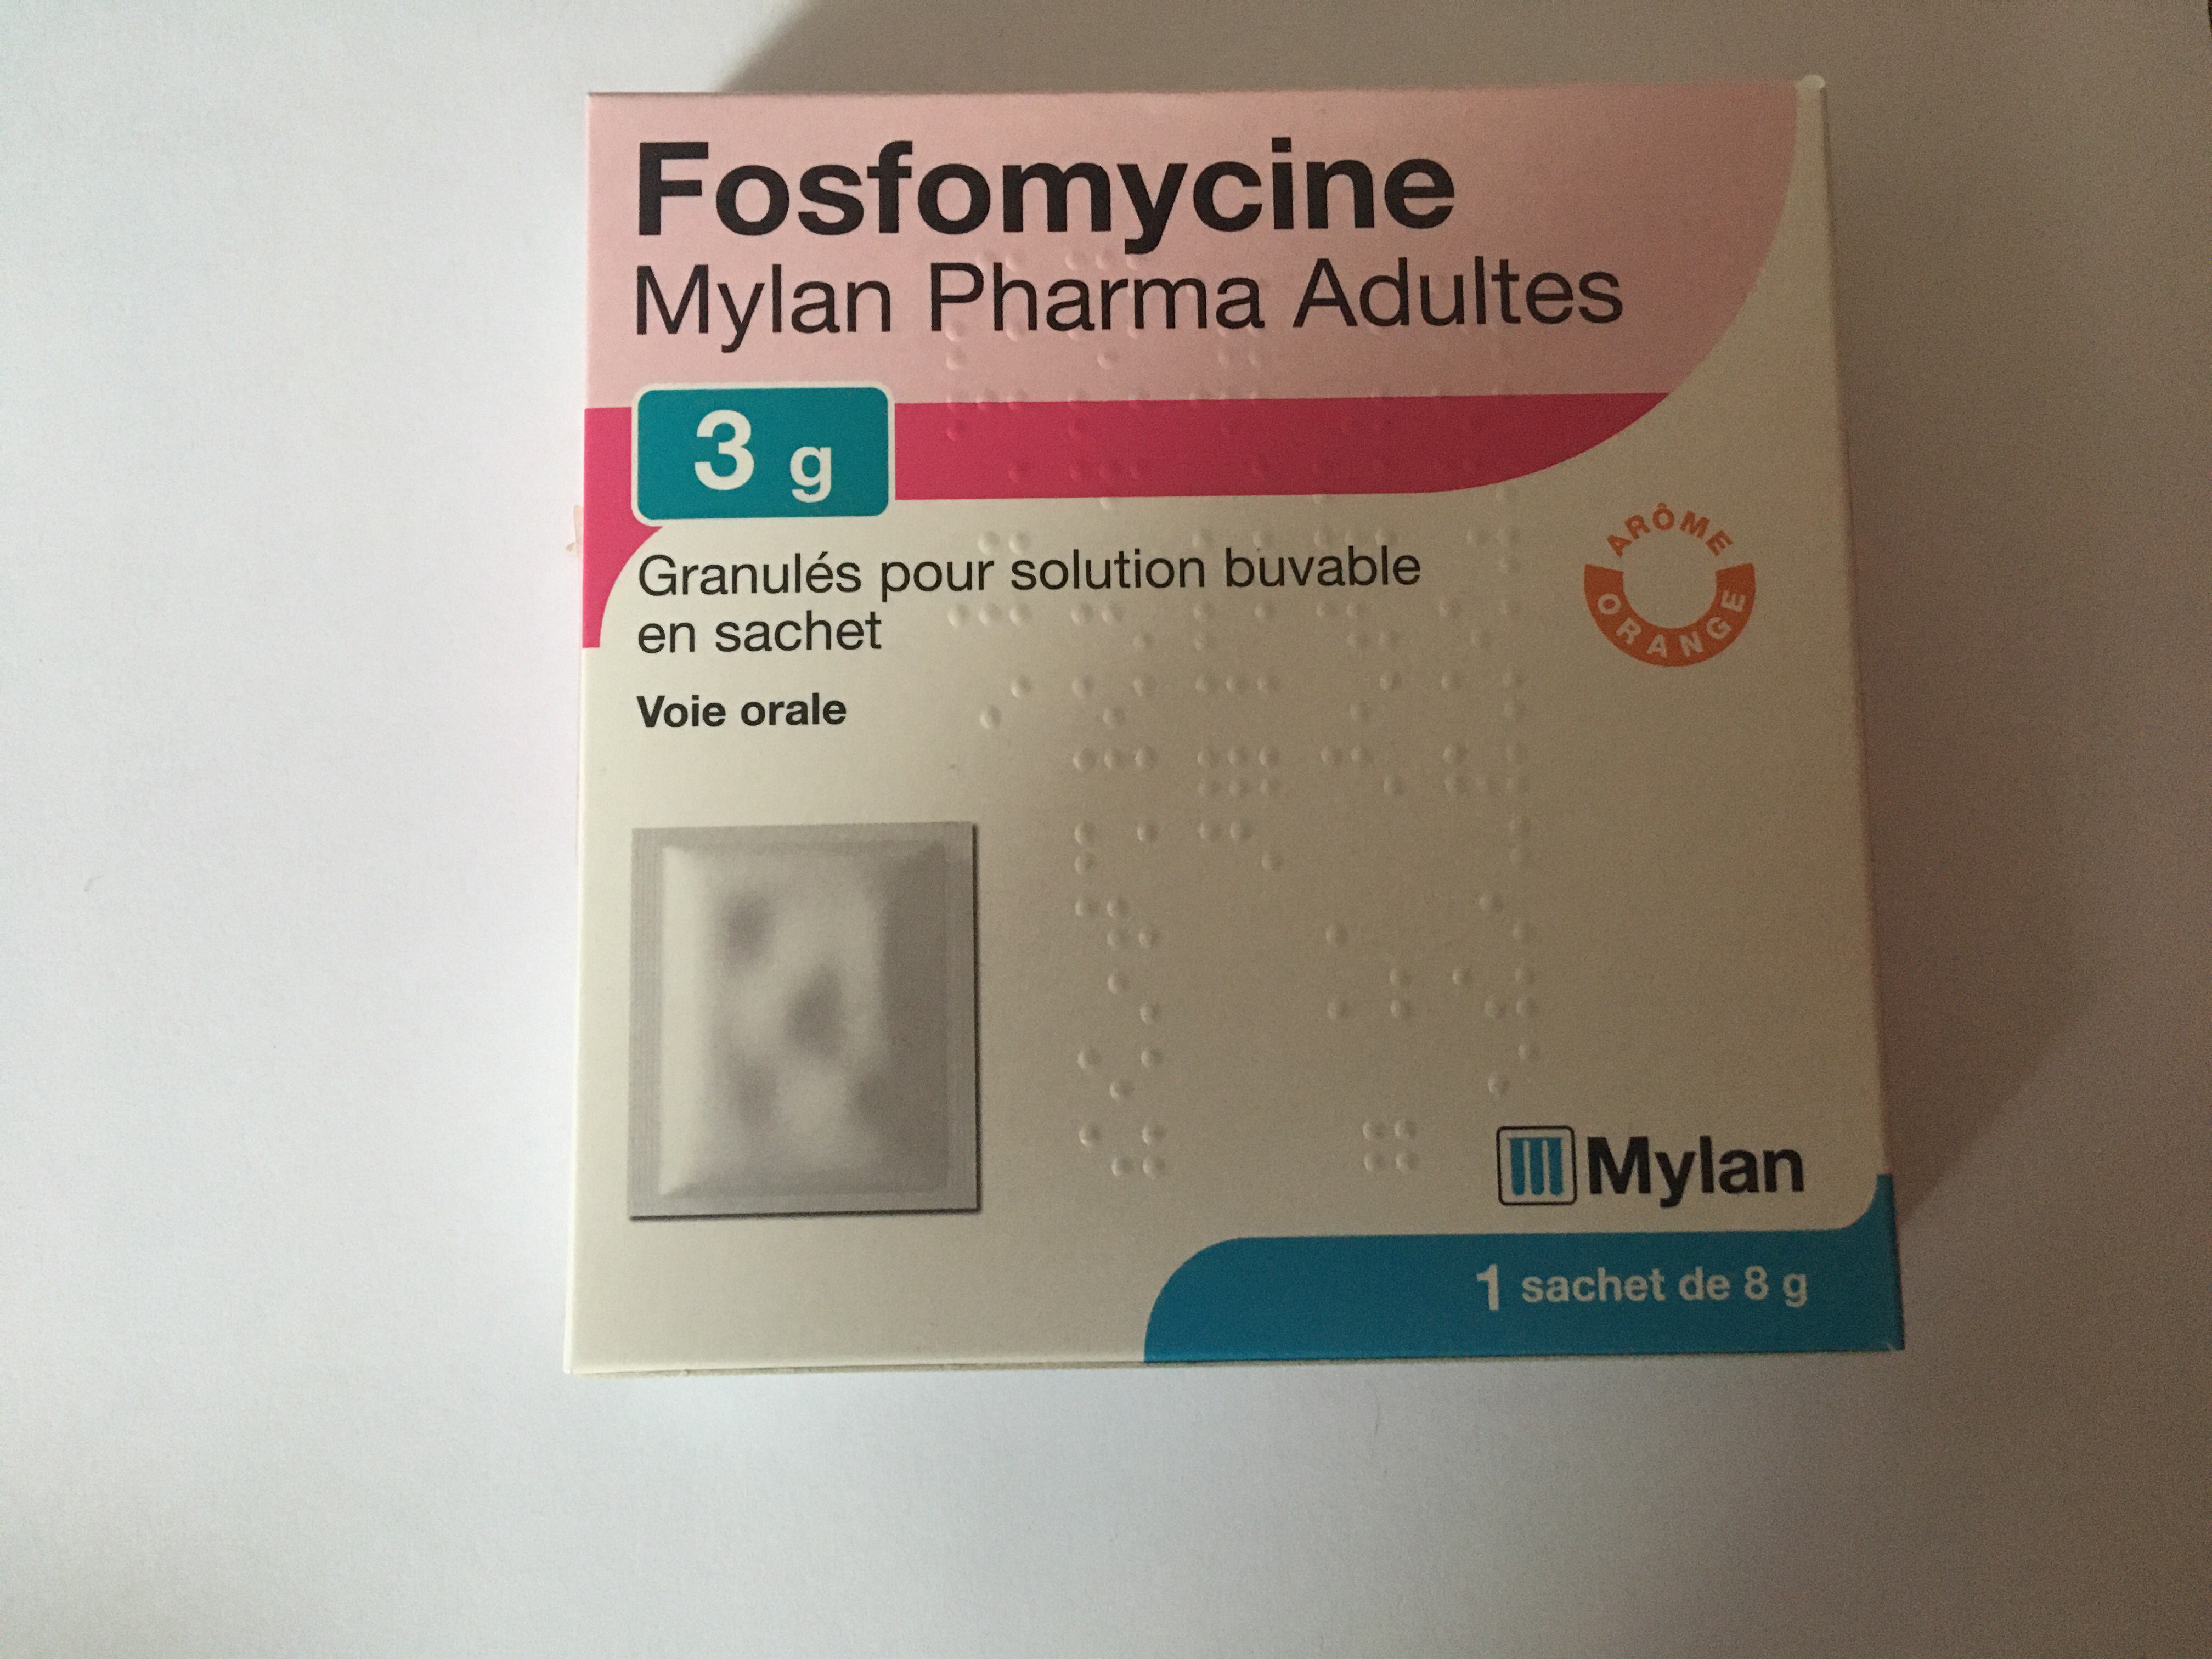 Fosfomycine
Mylan Pharma Adultes
3 g
Granulés pour solution buvable
en sachet
Voie orale
ARÔME
ORANGE
Mylan
1 sachet de 8 g